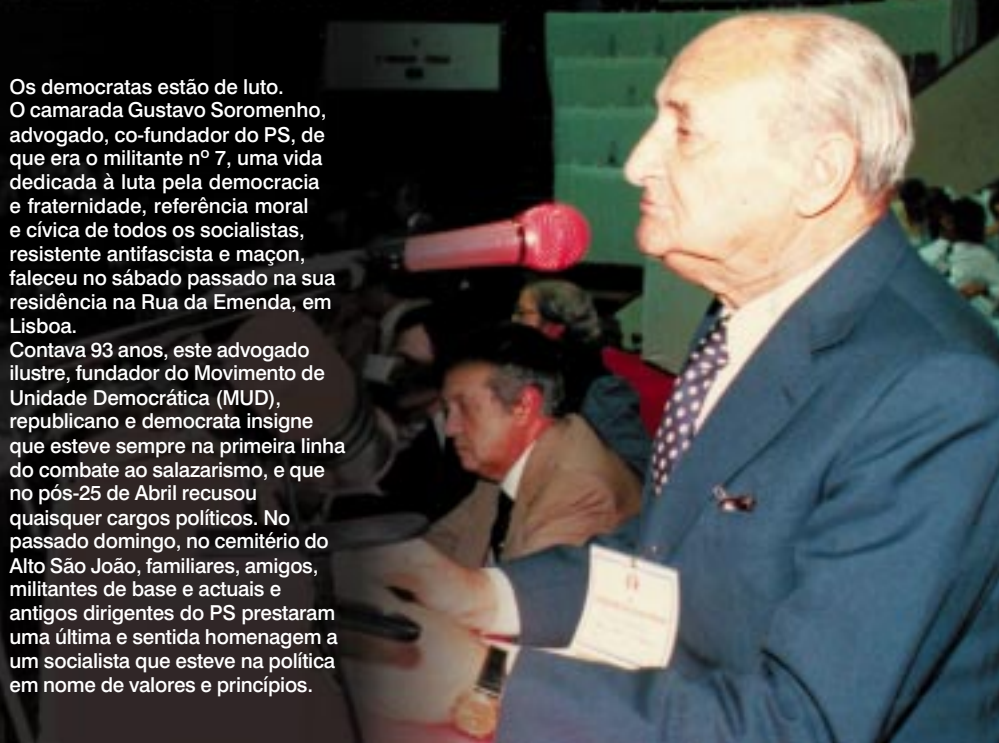 Os democratas estão de luto.
O camarada Gustavo Soromenho,
advogado, co-fundador do PS, de
que era o militante nº 7, uma vida
dedicada à luta pela democracia
e fraternidade, referência moral
e cívica de todos os socialistas,
resistente antifascista e maçon,
faleceu no sábado passado na sua
residência na Rua da Emenda, em
Lisboa.
Contava 93 anos, este advogado
ilustre, fundador do Movimento de
Unidade Democrática (MUD),
republicano e democrata insigne
que esteve sempre na primeira linha
do combate ao salazarismo, e que
no pós-25 de Abril recusou
quaisquer cargos políticos. No
passado domingo, no cemitério do
Alto São João, familiares, amigos,
militantes de base e actuais e
antigos dirigentes do PS prestaram
uma última e sentida homenagem a
um socialista que esteve na política
em nome de valores e princípios.